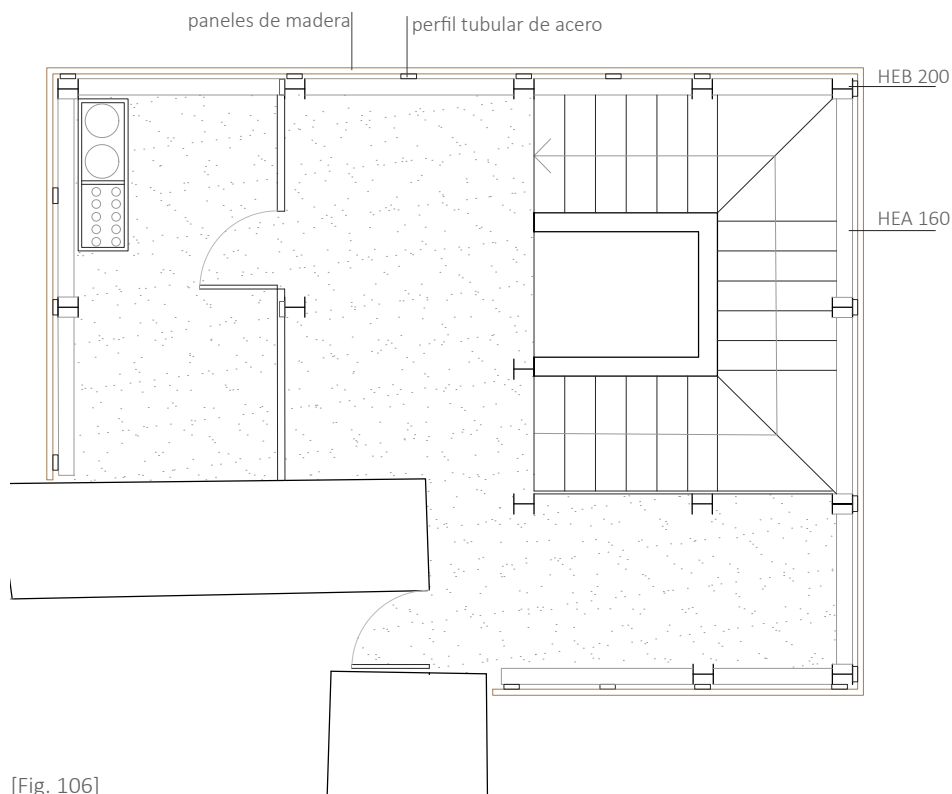 paneles de madera
perfil tubular de acero
HEB 200
HEA 160
[Fig. 106]